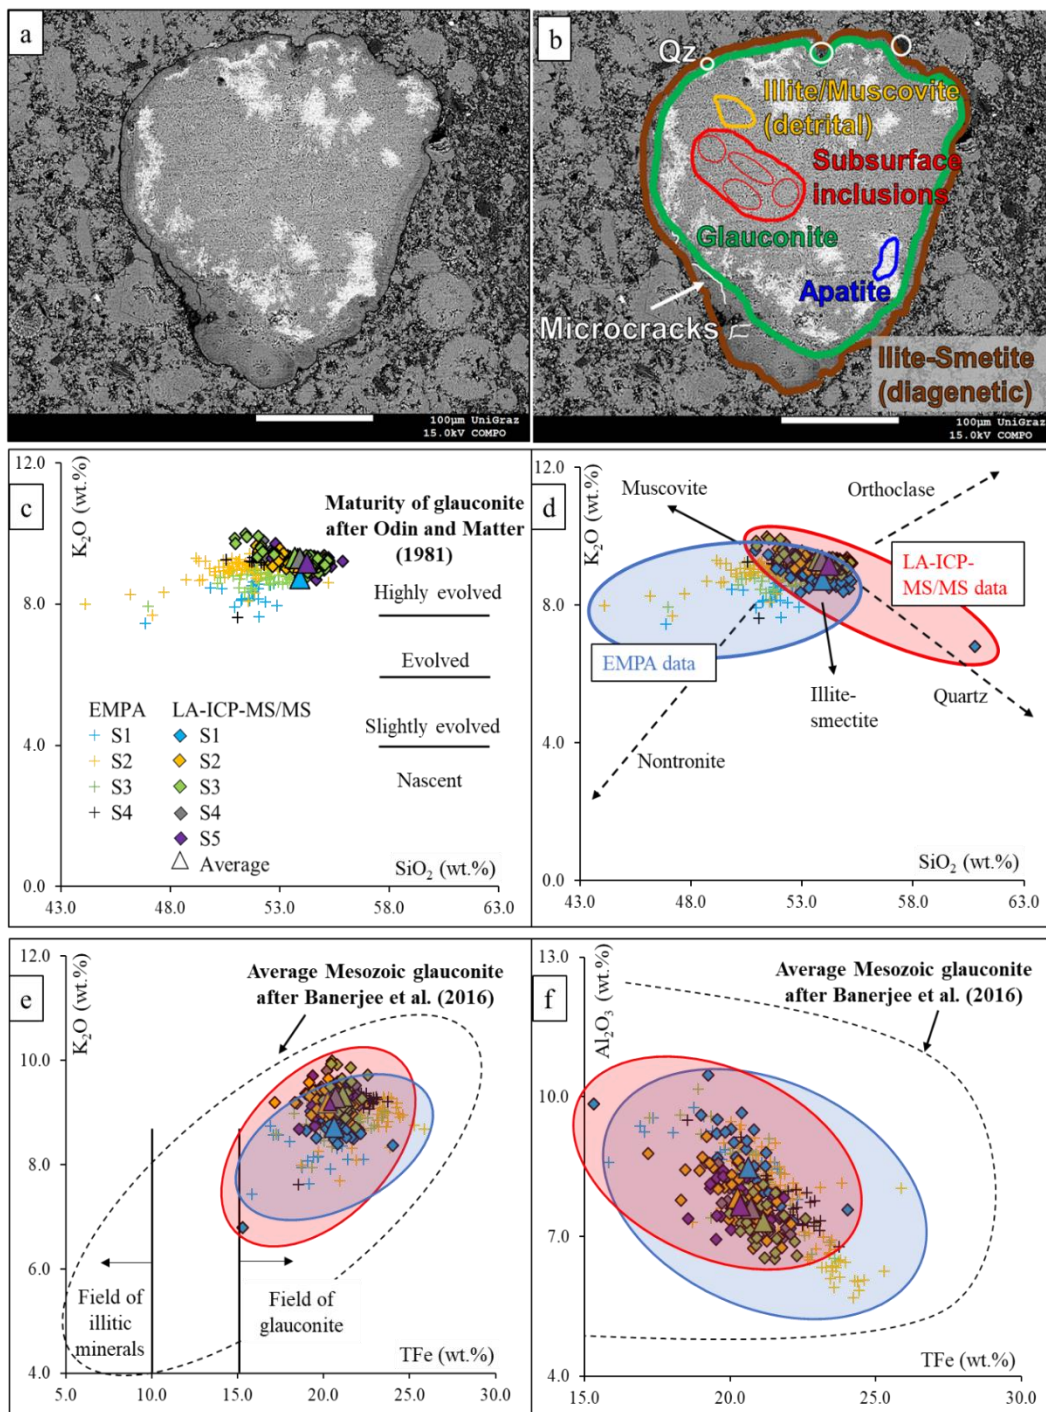 a
100μm UniGraz
15.0kV COMPO
b
Qz
Illite/Muscovite
(detrital)
Subsurface
inclusions
Glauconite
Apatite
Microcracks
Ilite-Smetite
(diagenetic)
100μm UniGraz
15.0kV COMPO
c
K₂O (wt.%)
12.0
8.0
4.0
0.0
Maturity of glauconite
after Odin and Matter
(1981)
Highly evolved
Evolved
Slightly evolved
Nascent
EMPA
S1
S2
S3
S4
LA-ICP-MS/MS
S1
S2
S3
S4
S5
Average
SiO₂ (wt.%)
43.0 48.0 53.0 58.0 63.0
d
K₂O (wt.%)
12.0
8.0
4.0
0.0
Muscovite
Orthoclase
LA-ICP-
MS/MS data
EMPA data
Illite-
smectite
Quartz
Nontronite
SiO₂ (wt.%)
43.0 48.0 53.0 58.0 63.0
e
K₂O (wt.%)
12.0
10.0
8.0
6.0
4.0
Average Mesozoic glauconite
after Banerjee et al. (2016)
Field of
illitic
minerals
Field of
glauconite
TFe (wt.%)
5.0 10.0 15.0 20.0 25.0 30.0
f
Al₂O₃ (wt.%)
13.0
10.0
7.0
4.0
Average Mesozoic glauconite
after Banerjee et al. (2016)
TFe (wt.%)
15.0 20.0 25.0 30.0